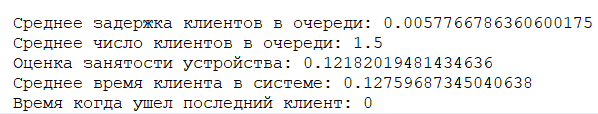 Среднее задержка клиентов в очереди: 0.0057766786360600175
Среднее число клиентов в очереди: 1.5
Оценка занятости устройства: 0.12182019481434636
Среднее время клиента в системе: 0.12759687345040638
Время когда ушел последний клиент: 0